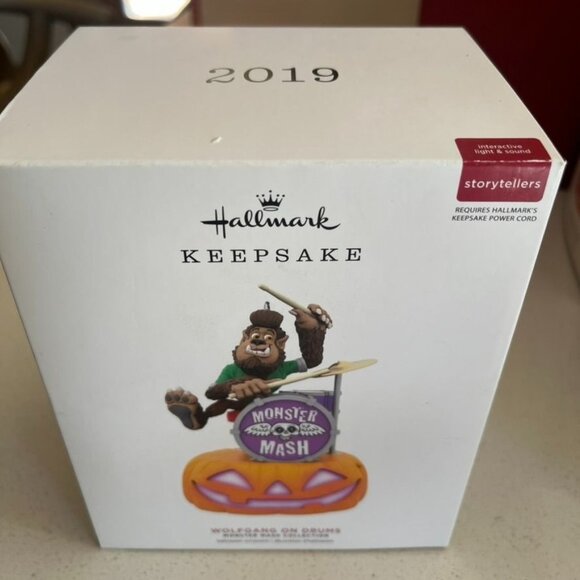 2019
interactive
light & sound
storytellers
REQUIRES HALLMARK'S
KEEPSAKE POWER CORD
Hallmark
KEEPSAKE
MONSTER
MASH
WOLFGANG ON DRUMS
MONSTER MASH COLLECTION